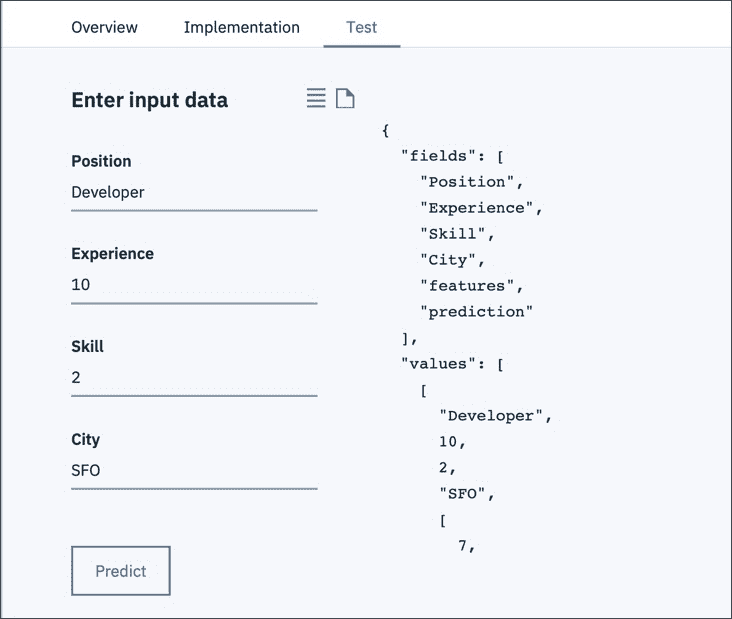 Overview Implementation Test
Enter input data
Position
Developer
Experience
10
Skill
2
City
SFO
Predict
{
"fields": [
"Position",
"Experience",
"Skill",
"City",
"features",
"prediction"
],
"values": [
[
"Developer",
10,
2,
"SFO",
[
7,